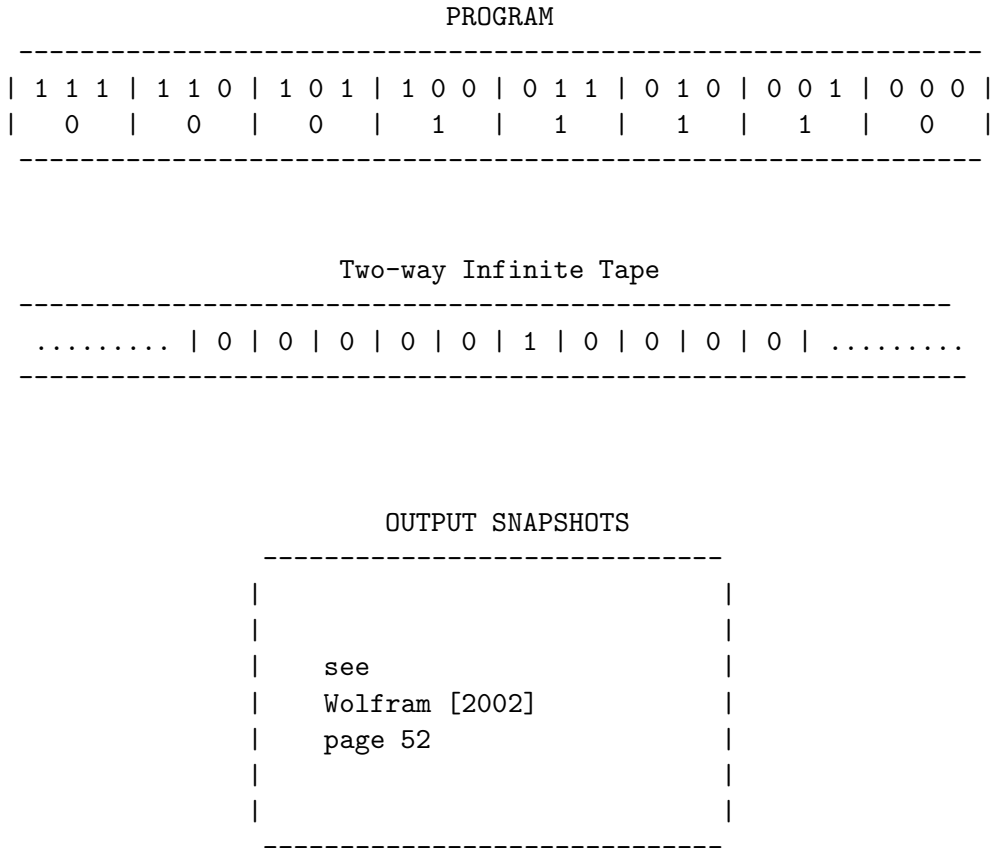 PROGRAM
---------------------------------------------------------------
| 1 1 1 | 1 1 0 | 1 0 1 | 1 0 0 | 0 1 1 | 0 1 0 | 0 0 1 | 0 0 0 |
| 0 | 0 | 0 | 1 | 1 | 1 | 1 | 0 |
---------------------------------------------------------------
Two-way Infinite Tape
-------------------------------------------------------------
......... | 0 | 0 | 0 | 0 | 0 | 1 | 0 | 0 | 0 | 0 | .........
--------------------------------------------------------------
OUTPUT SNAPSHOTS
------------------------------
| |
| |
| see |
| Wolfram [2002] |
| page 52 |
| |
| |
------------------------------